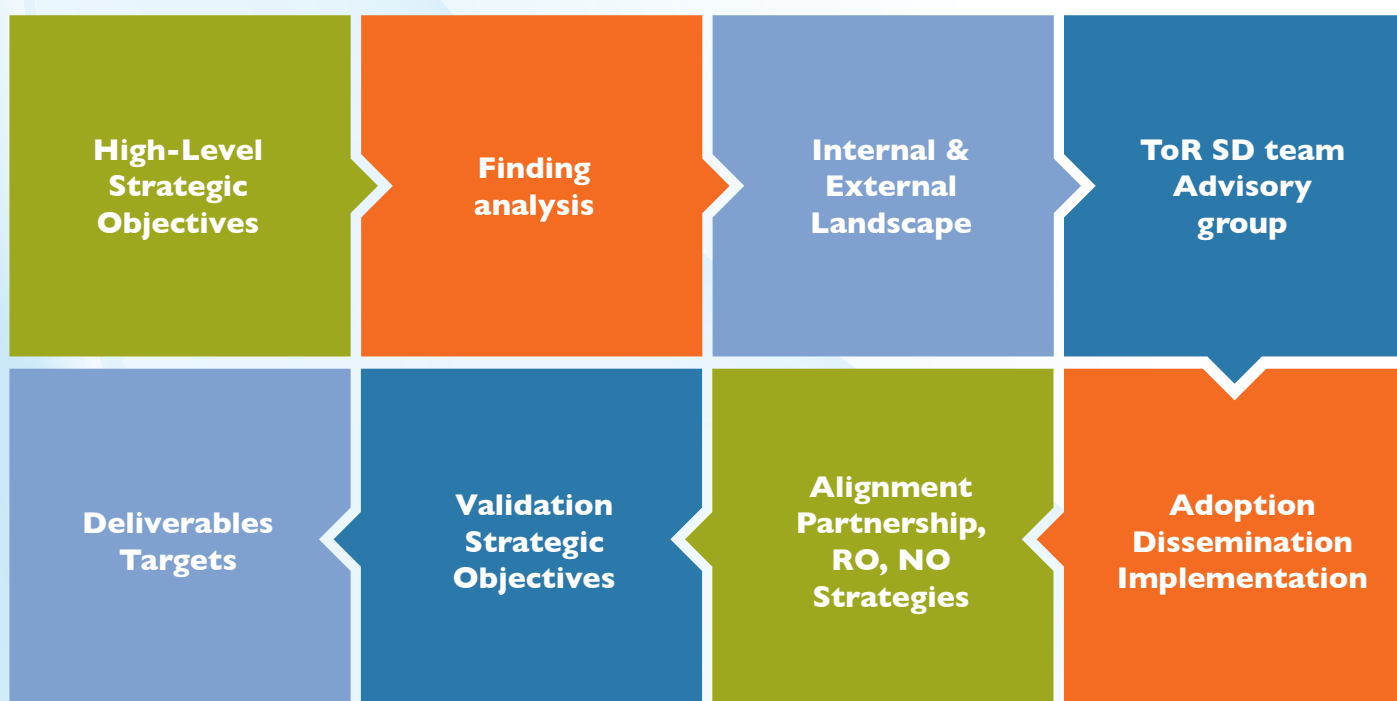 High-Level
Strategic
Objectives
Finding
analysis
Internal &
External
Landscape
ToR SD team
Advisory
group
Deliverables
Targets
Validation
Strategic
Objectives
Alignment
Partnership,
RO, NO
Strategies
Adoption
Dissemination
Implementation